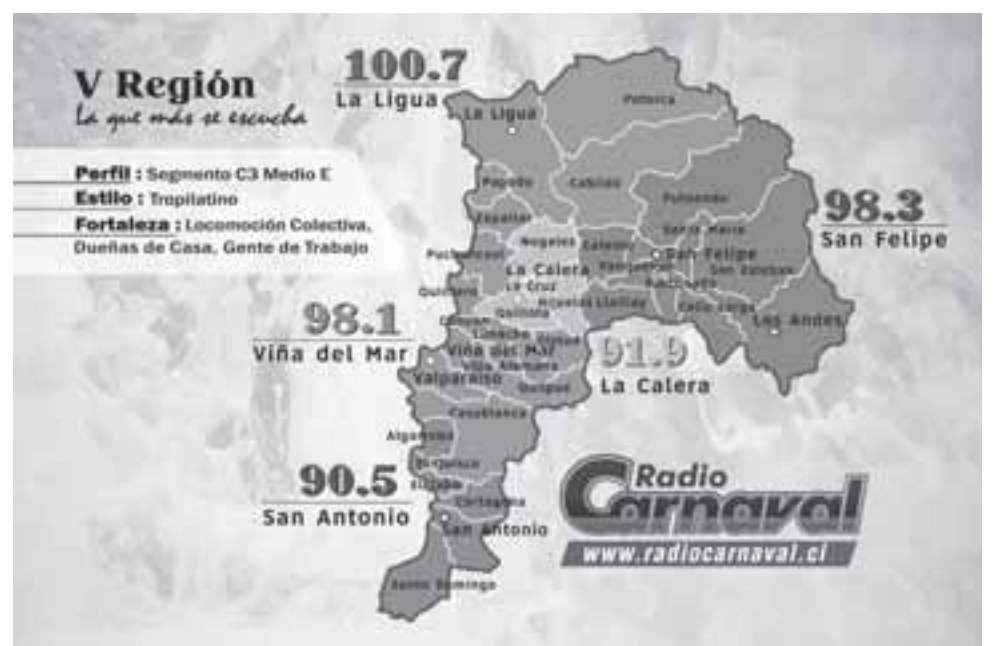 V Región
La que más se escucha
Perfil : Segmento C3 Medio E
Estilo : Tropilatino
Fortaleza : Locomoción Colectiva,
Dueñas de Casa, Gente de Trabajo
100.7
La Ligua
98.3
San Felipe
98.1
Viña del Mar
91.9
La Calera
90.5
San Antonio
La Ligua
Petorca
Papudo
Cabildo
Putaendo
Zapallar
Santa María
Nogales
Catemu
San Felipe
Puchuncaví
La Calera
Panquehue
San Esteban
La Cruz
Quintero
Hijuelas
Llaillay
Calle Larga
Quillota
Los Andes
Limache
Olmué
Viña del Mar
Villa Alemana
Valparaíso
Quilpué
Casablanca
Algarrobo
El Quisco
Cartagena
San Antonio
Santo Domingo
Radio
Carnaval
www.radiocarnaval.cl